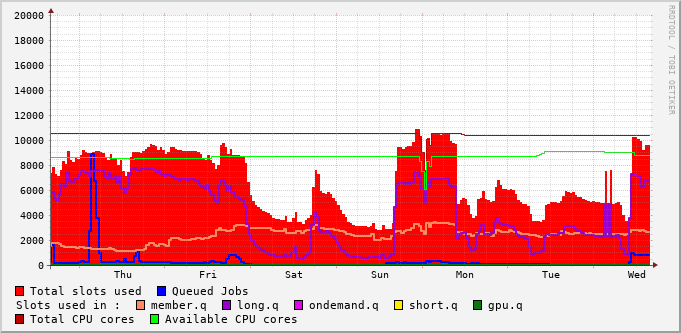 20000
18000
16000
14000
12000
10000
8000
6000
4000
2000
0
Thu Fri Sat Sun Mon Tue Wed
RRDTOOL / TOBI OETIKER
Total slots used Queued Jobs
Slots used in : member.q long.q ondemand.q short.q gpu.q
Total CPU cores Available CPU cores